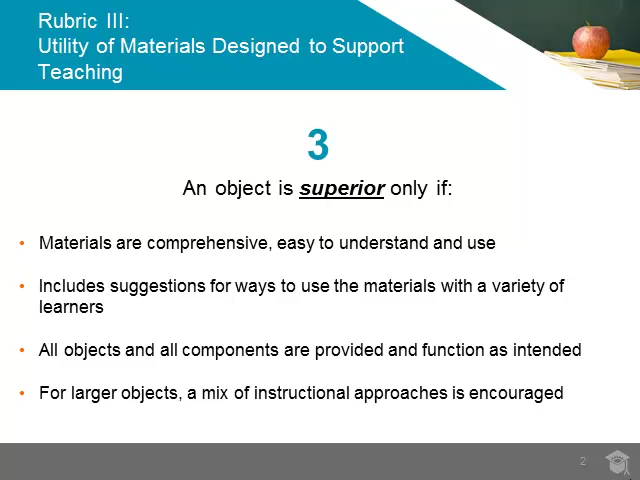 Rubric III:
Utility of Materials Designed to Support
Teaching
3
An object is superior only if:
• Materials are comprehensive, easy to understand and use
• Includes suggestions for ways to use the materials with a variety of
learners
• All objects and all components are provided and function as intended
• For larger objects, a mix of instructional approaches is encouraged
2